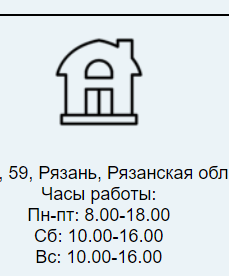 , 59, Рязань, Рязанская обл
Часы работы:
Пн-пт: 8.00-18.00
Сб: 10.00-16.00
Вс: 10.00-16.00